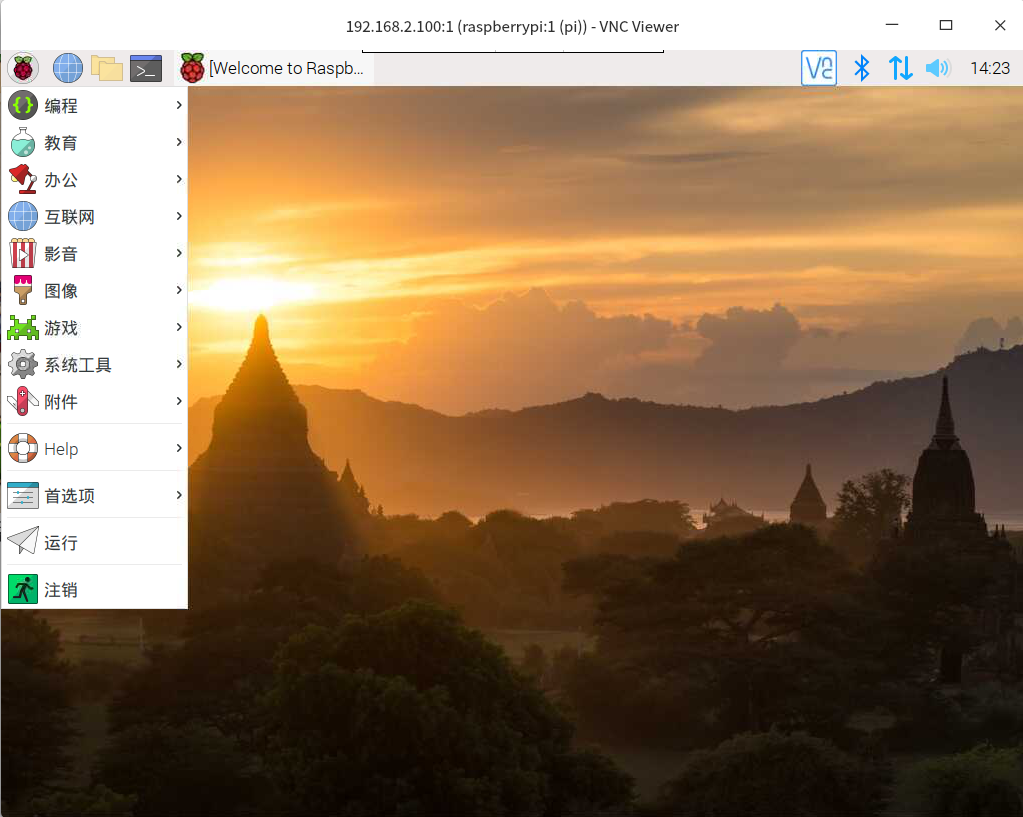 192.168.2.100:1 (raspberrypi:1 (pi)) - VNC Viewer
[Welcome to Raspb...
14:23
编程
教育
办公
互联网
影音
图像
游戏
系统工具
附件
Help
首选项
运行
注销